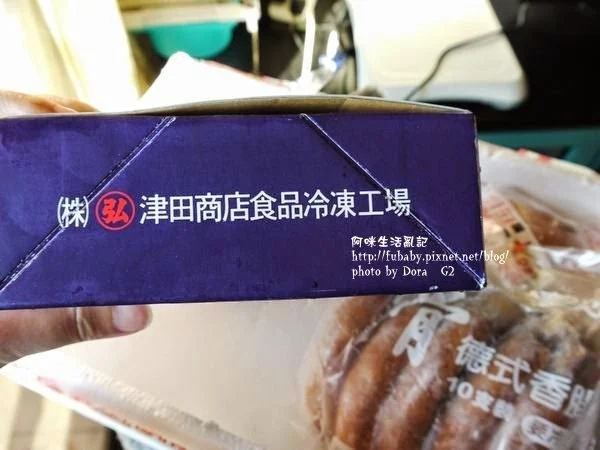 ㈱ 弘 津田商店食品冷凍工場
阿咪生活亂記
http://fubaby.pixnet.net/blog/
photo by Dora G2
德式香腸
10支裝